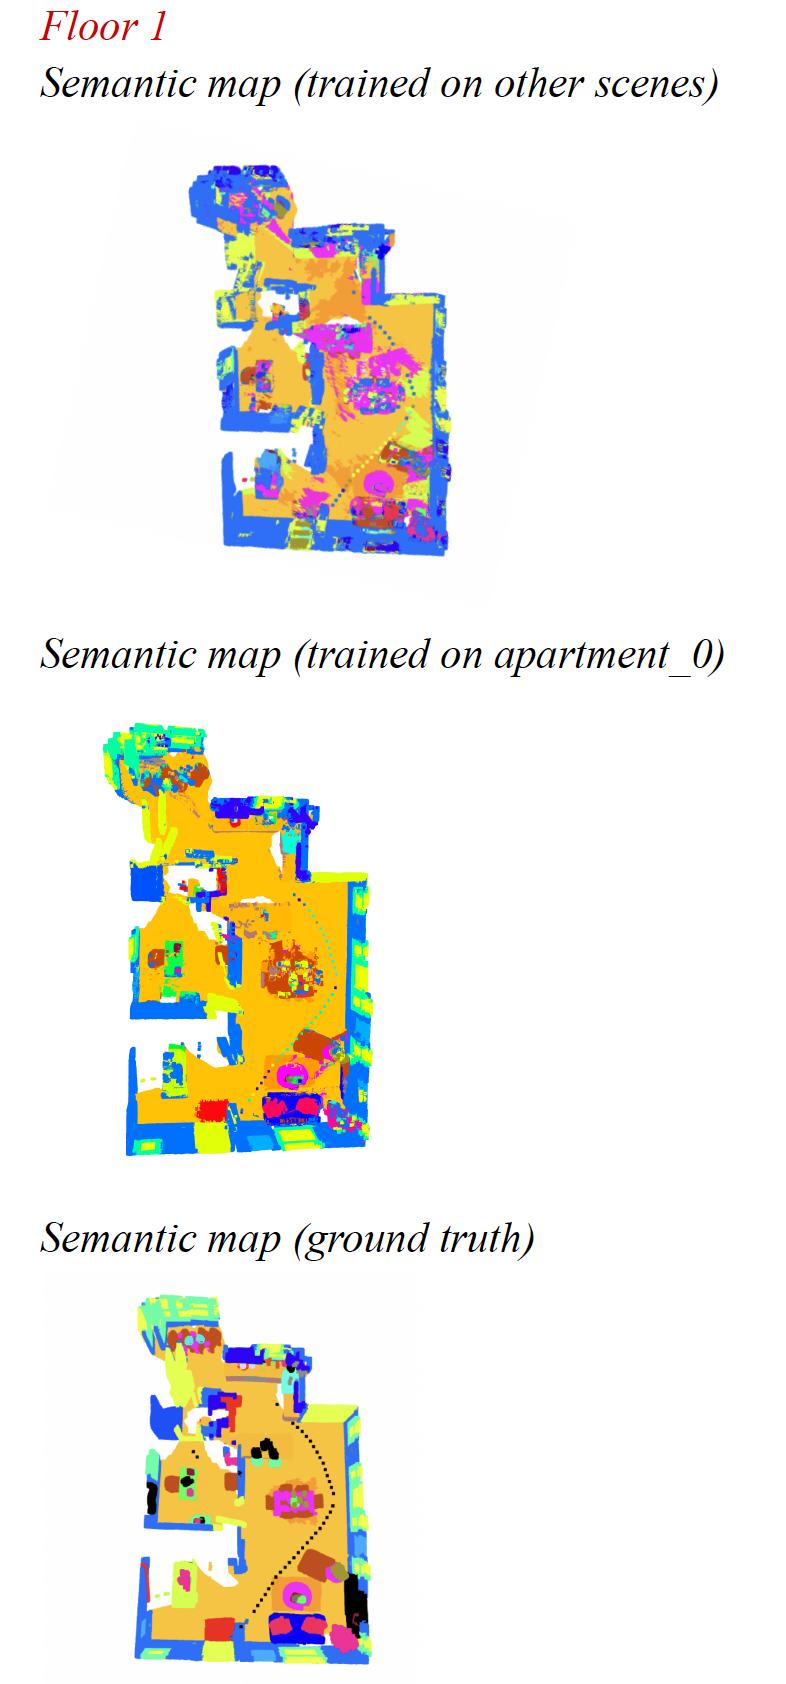 Floor 1
Semantic map (trained on other scenes)
Semantic map (trained on apartment_0)
Semantic map (ground truth)